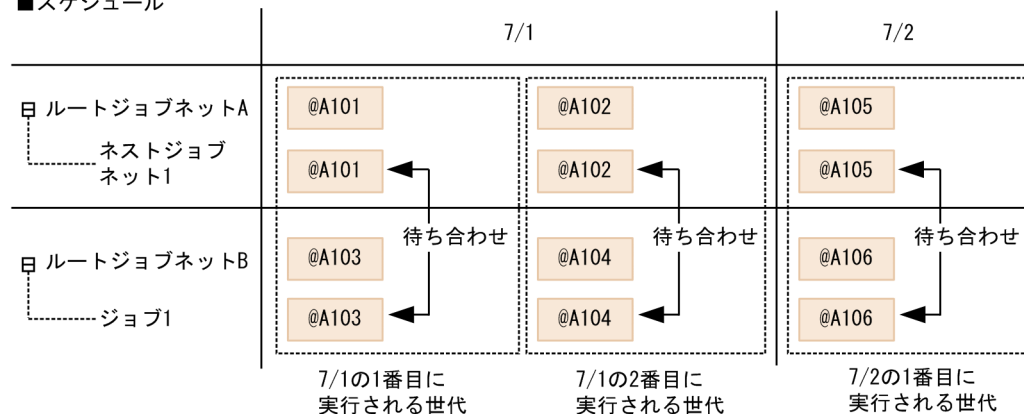 ■スケジュール
7/1
7/2
ルートジョブネットA
@A101
@A102
@A105
ネストジョブ
ネット1
@A101
@A102
@A105
待ち合わせ
待ち合わせ
待ち合わせ
ルートジョブネットB
@A103
@A104
@A106
ジョブ1
@A103
@A104
@A106
7/1の1番目に
実行される世代
7/1の2番目に
実行される世代
7/2の1番目に
実行される世代